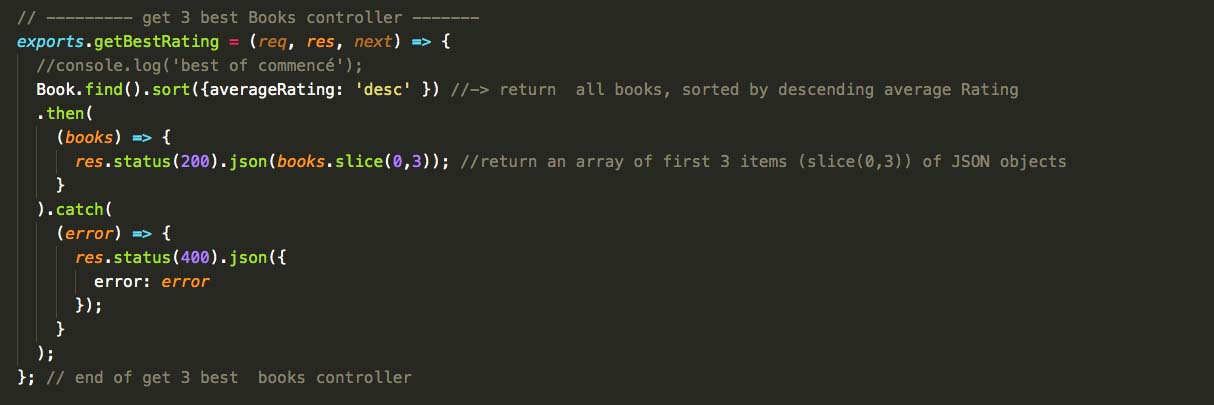 // ––––––––– get 3 best Books controller –––––––
exports.getBestRating = (req, res, next) => {
//console.log('best of commencé');
Book.find().sort({averageRating: 'desc' }) //–> return  all books, sorted by descending average Rating
.then(
(books) => {
res.status(200).json(books.slice(0,3)); //return an array of first 3 items (slice(0,3)) of JSON objects
}
).catch(
(error) => {
res.status(400).json({
error: error
});
}
);
}; // end of get 3 best  books controller